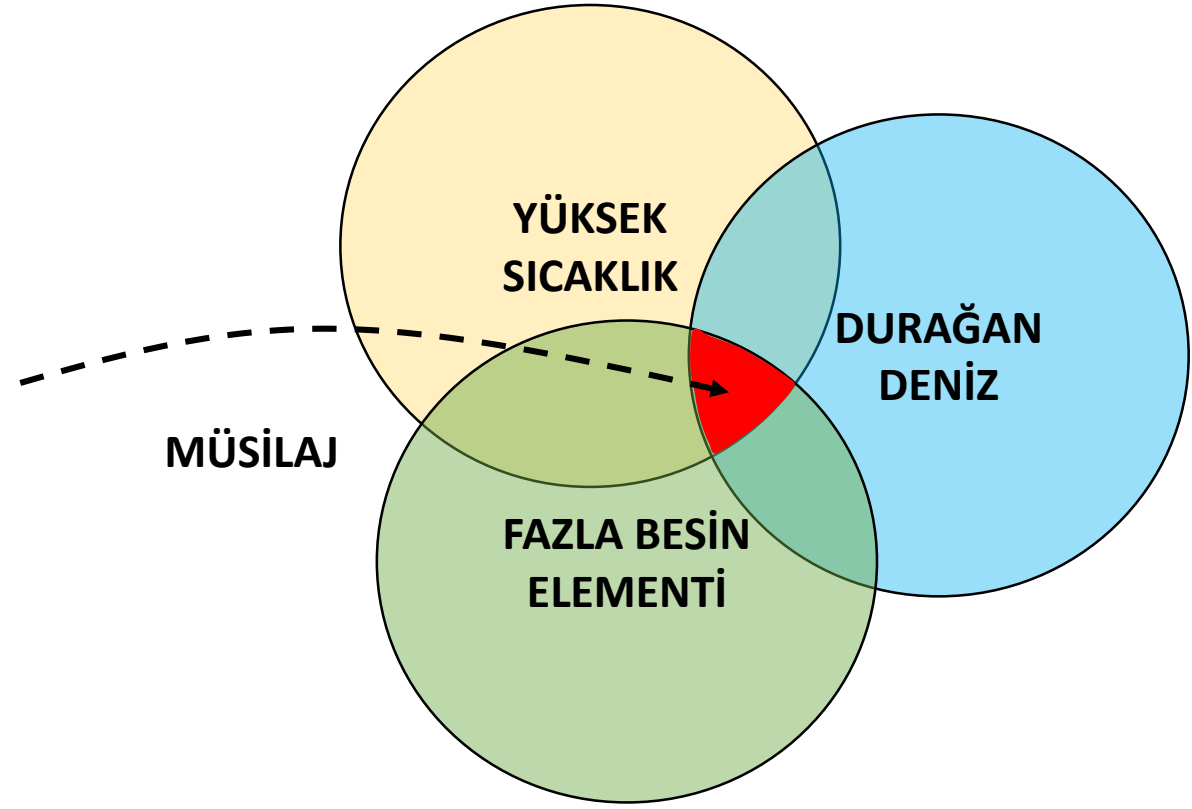 YÜKSEK
SICAKLIK
DURAĞAN
DENİZ
MÜSİLAJ
FAZLA BESİN
ELEMENTİ